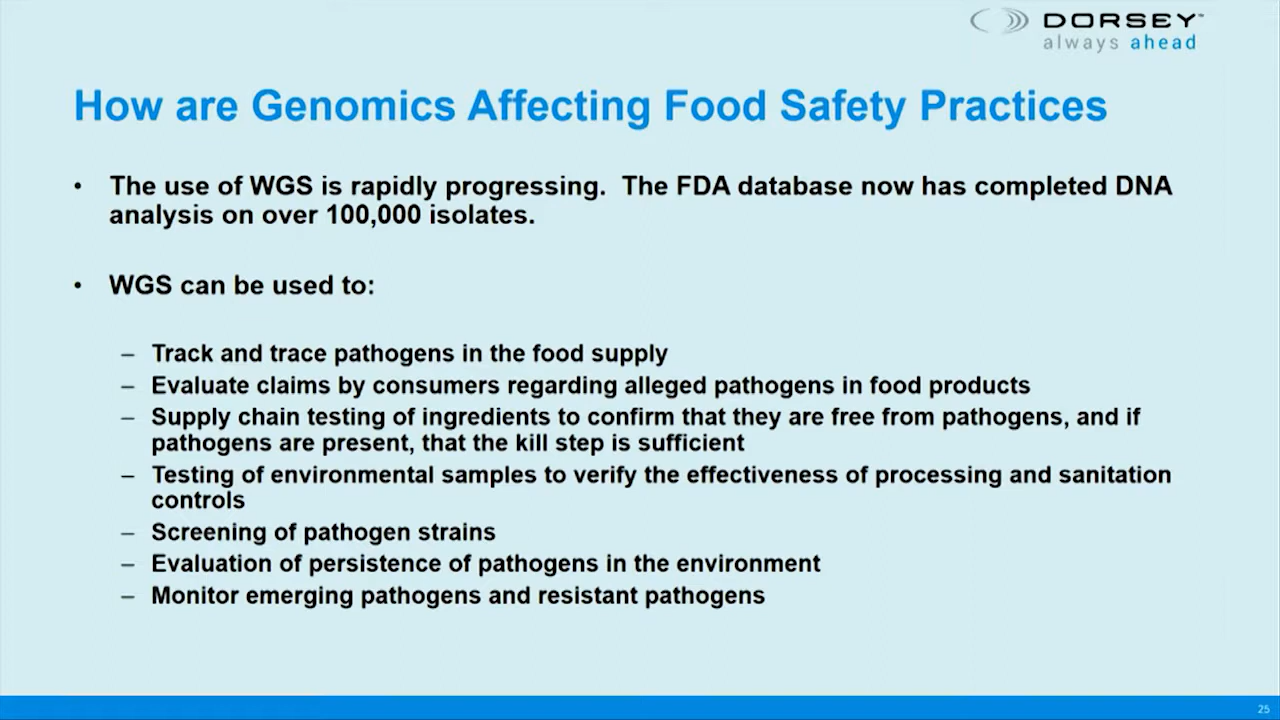 DORSEY™
always ahead
How are Genomics Affecting Food Safety Practices
• The use of WGS is rapidly progressing.  The FDA database now has completed DNA
analysis on over 100,000 isolates.
• WGS can be used to:
– Track and trace pathogens in the food supply
– Evaluate claims by consumers regarding alleged pathogens in food products
– Supply chain testing of ingredients to confirm that they are free from pathogens, and if
pathogens are present, that the kill step is sufficient
– Testing of environmental samples to verify the effectiveness of processing and sanitation
controls
– Screening of pathogen strains
– Evaluation of persistence of pathogens in the environment
– Monitor emerging pathogens and resistant pathogens
25